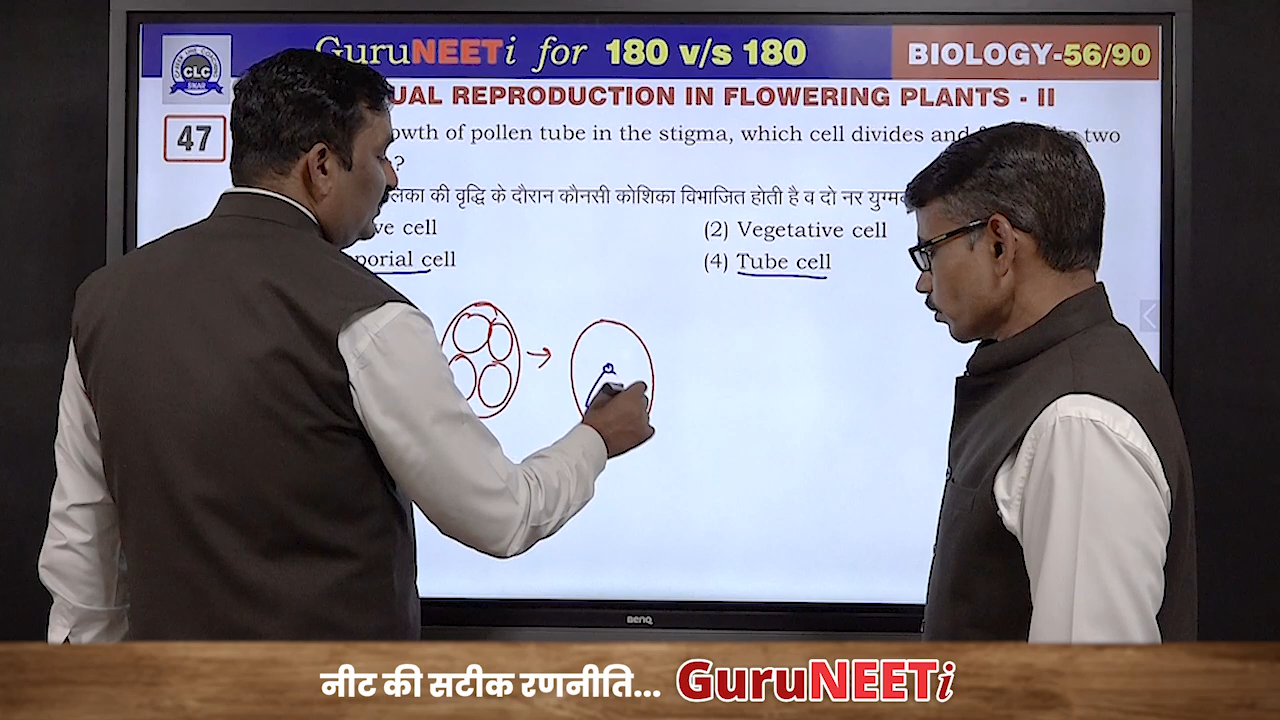 GuruNEETi for 180 v/s 180
BIOLOGY-56/90
CLC
SIKAR
UAL REPRODUCTION IN FLOWERING PLANTS - II
47
owth of pollen tube in the stigma, which cell divides and two
?
की वृद्धि के दौरान कौनसी कोशिका विभाजित होती है व दो नर
ve cell
(2) Vegetative cell
porial cell
(4) Tube cell
BenQ
नीट की सटीक रणनीति... GuruNEETi